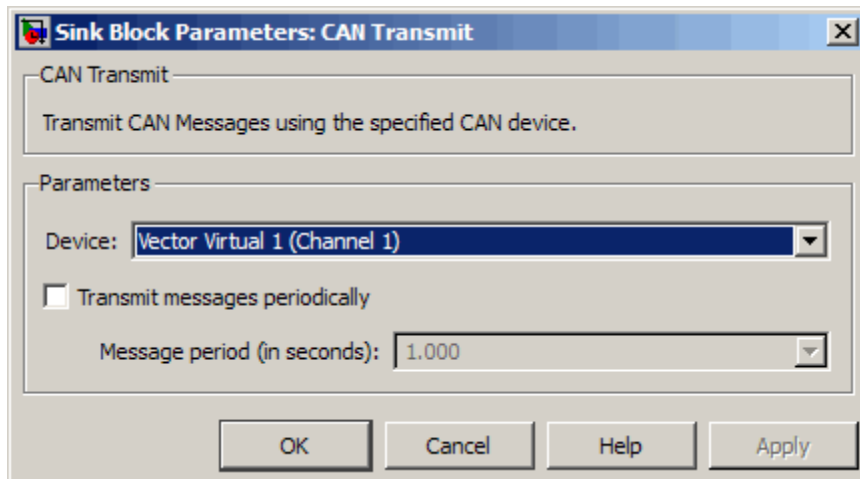 Sink Block Parameters: CAN Transmit
CAN Transmit
Transmit CAN Messages using the specified CAN device.
Parameters
Device: Vector Virtual 1 (Channel 1)
Transmit messages periodically
Message period (in seconds): 1.000
OK Cancel Help Apply